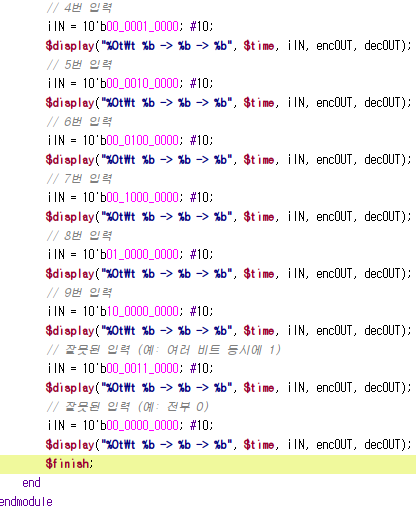 // 4번 입력
iIN = 10'b00_0001_0000; #10;
$display("%0t₩t %b -> %b -> %b", $time, iIN, encOUT, decOUT);
// 5번 입력
iIN = 10'b00_0010_0000; #10;
$display("%0t₩t %b -> %b -> %b", $time, iIN, encOUT, decOUT);
// 6번 입력
iIN = 10'b00_0100_0000; #10;
$display("%0t₩t %b -> %b -> %b", $time, iIN, encOUT, decOUT);
// 7번 입력
iIN = 10'b00_1000_0000; #10;
$display("%0t₩t %b -> %b -> %b", $time, iIN, encOUT, decOUT);
// 8번 입력
iIN = 10'b01_0000_0000; #10;
$display("%0t₩t %b -> %b -> %b", $time, iIN, encOUT, decOUT);
// 9번 입력
iIN = 10'b10_0000_0000; #10;
$display("%0t₩t %b -> %b -> %b", $time, iIN, encOUT, decOUT);
// 잘못된 입력 (예: 여러 비트 동시에 1)
iIN = 10'b00_0011_0000; #10;
$display("%0t₩t %b -> %b -> %b", $time, iIN, encOUT, decOUT);
// 잘못된 입력 (예: 전부 0)
iIN = 10'b00_0000_0000; #10;
$display("%0t₩t %b -> %b -> %b", $time, iIN, encOUT, decOUT);
$finish;
end
endmodule